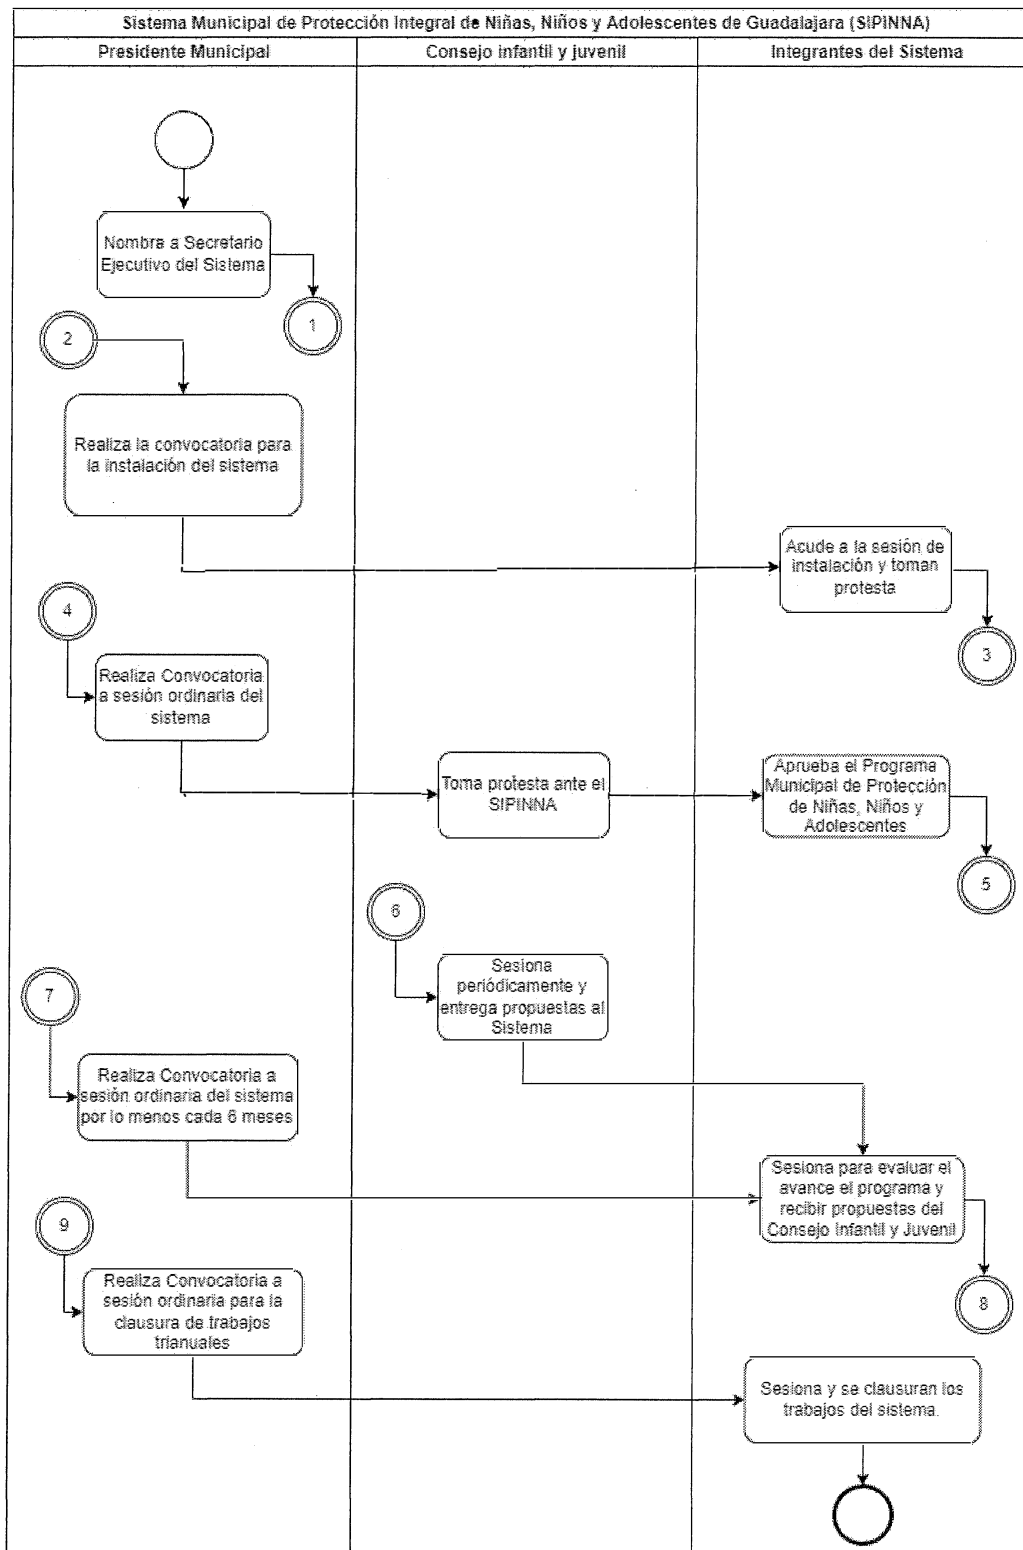 Sistema Municipal de Protección Integral de Niñas, Niños y Adolescentes de Guadalajara (SIPINNA)
Presidente Municipal
Consejo infantil y juvenil
Integrantes del Sistema
Nombra a Secretario
Ejecutivo del Sistema
1
2
Realiza la convocatoria para
la instalación del sistema
Acude a la sesión de
instalación y toman
protesta
3
4
Realiza Convocatoria
a sesión ordinaria del
sistema
Toma protesta ante el
SIPINNA
Aprueba el Programa
Municipal de Protección
de Niñas, Niños y
Adolescentes
5
6
Sesiona
periódicamente y
entrega propuestas al
Sistema
7
Realiza Convocatoria a
sesión ordinaria del sistema
por lo menos cada 6 meses
Sesiona para evaluar el
avance el programa y
recibir propuestas del
Consejo Infantil y Juvenil
8
9
Realiza Convocatoria a
sesión ordinaria para la
clausura de trabajos
trianuales
Sesiona y se clausuran los
trabajos del sistema.